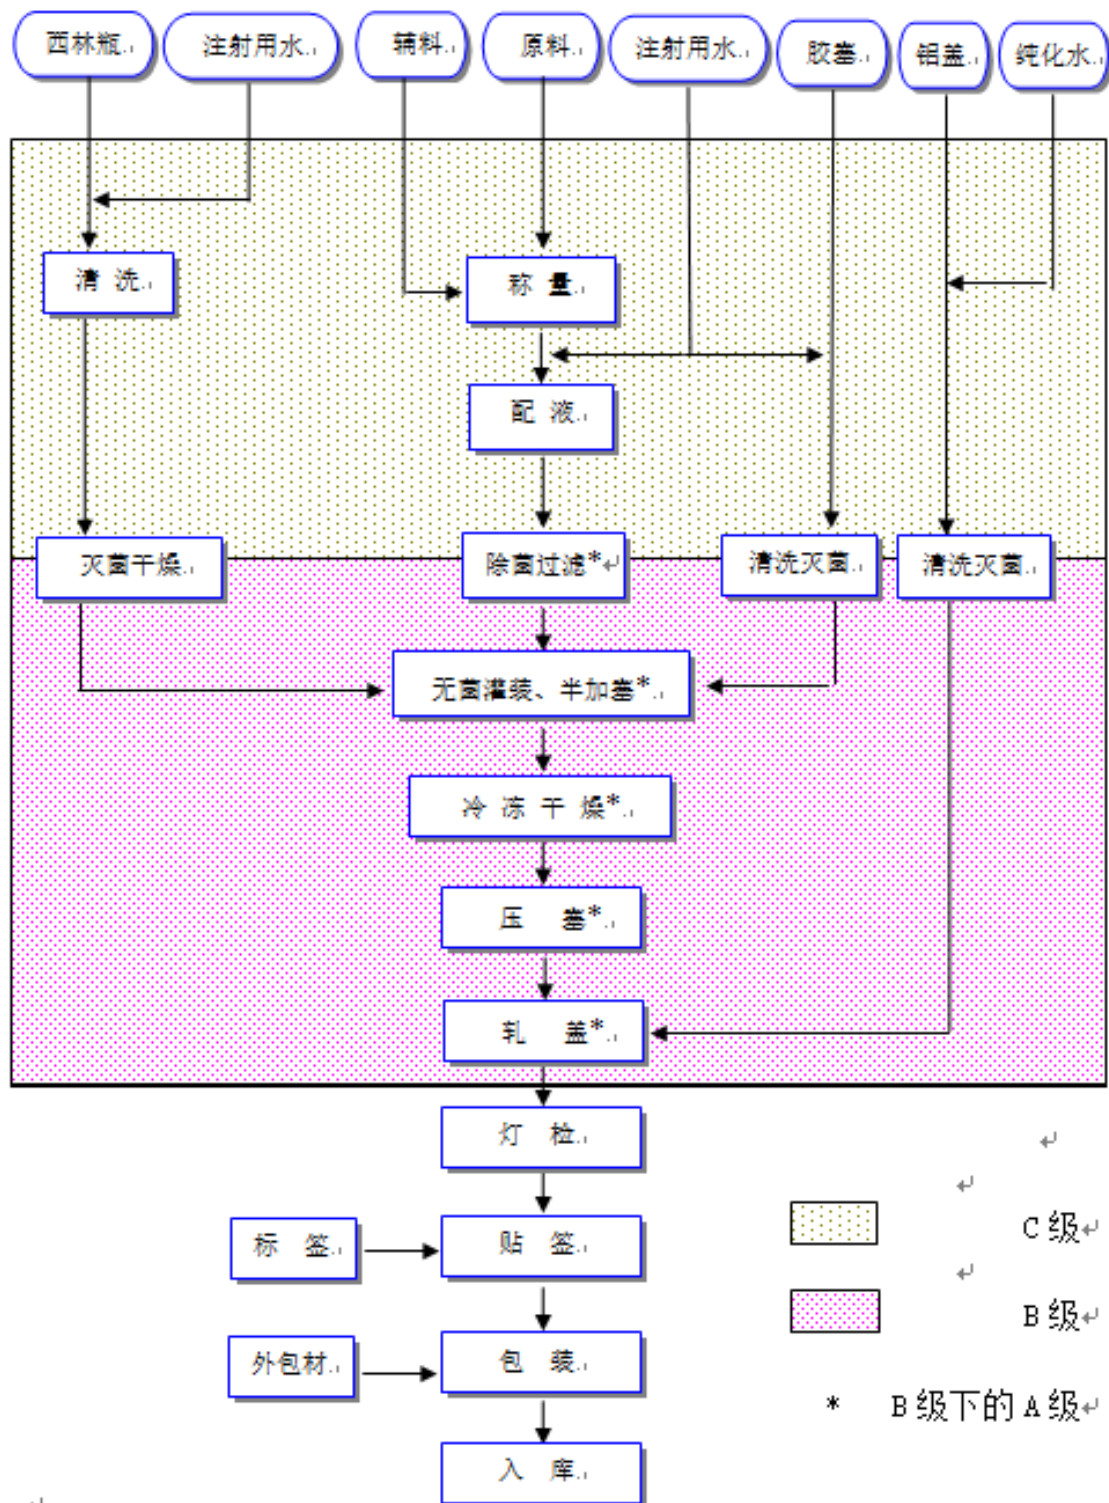 西林瓶
注射用水
辅料
原料
注射用水
胶塞
铝盖
纯化水
清 洗
称 量
配 液
灭菌干燥
除菌过滤*
清洗灭菌
清洗灭菌
无菌灌装、半加塞*
冷 冻 干 燥*
压 塞*
轧 盖*
灯 检
标 签
贴 签
C 级
B 级
外包材
包 装
* B 级下的 A 级
入 库